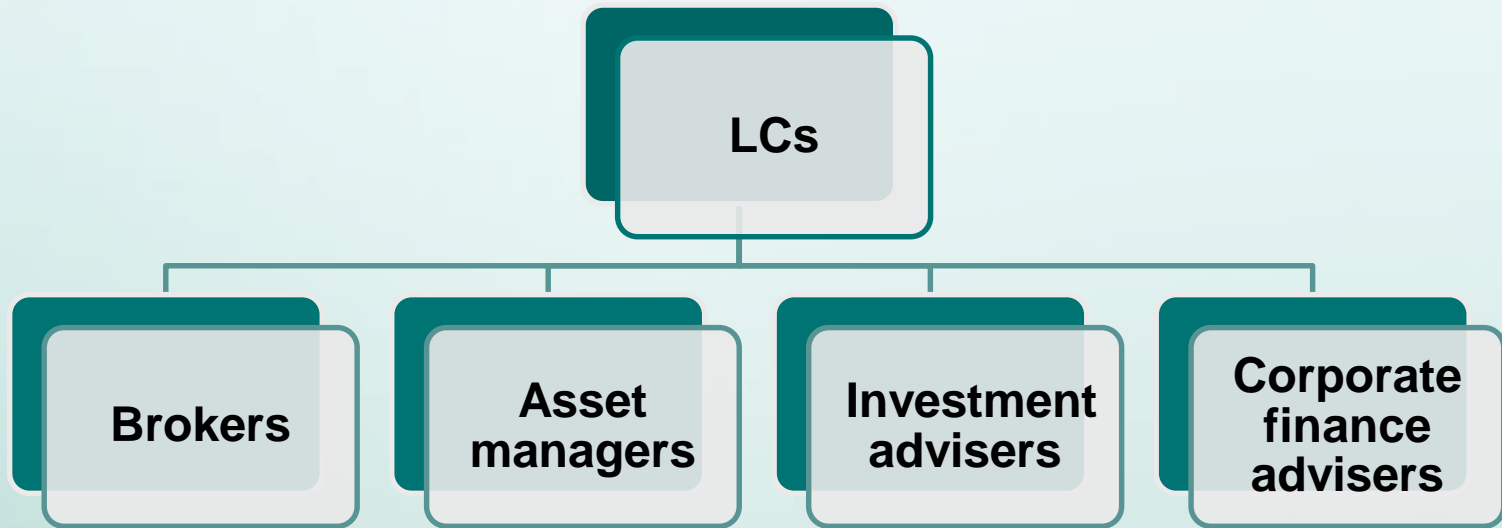 LCs
Brokers
Asset
managers
Investment
advisers
Corporate
finance
advisers